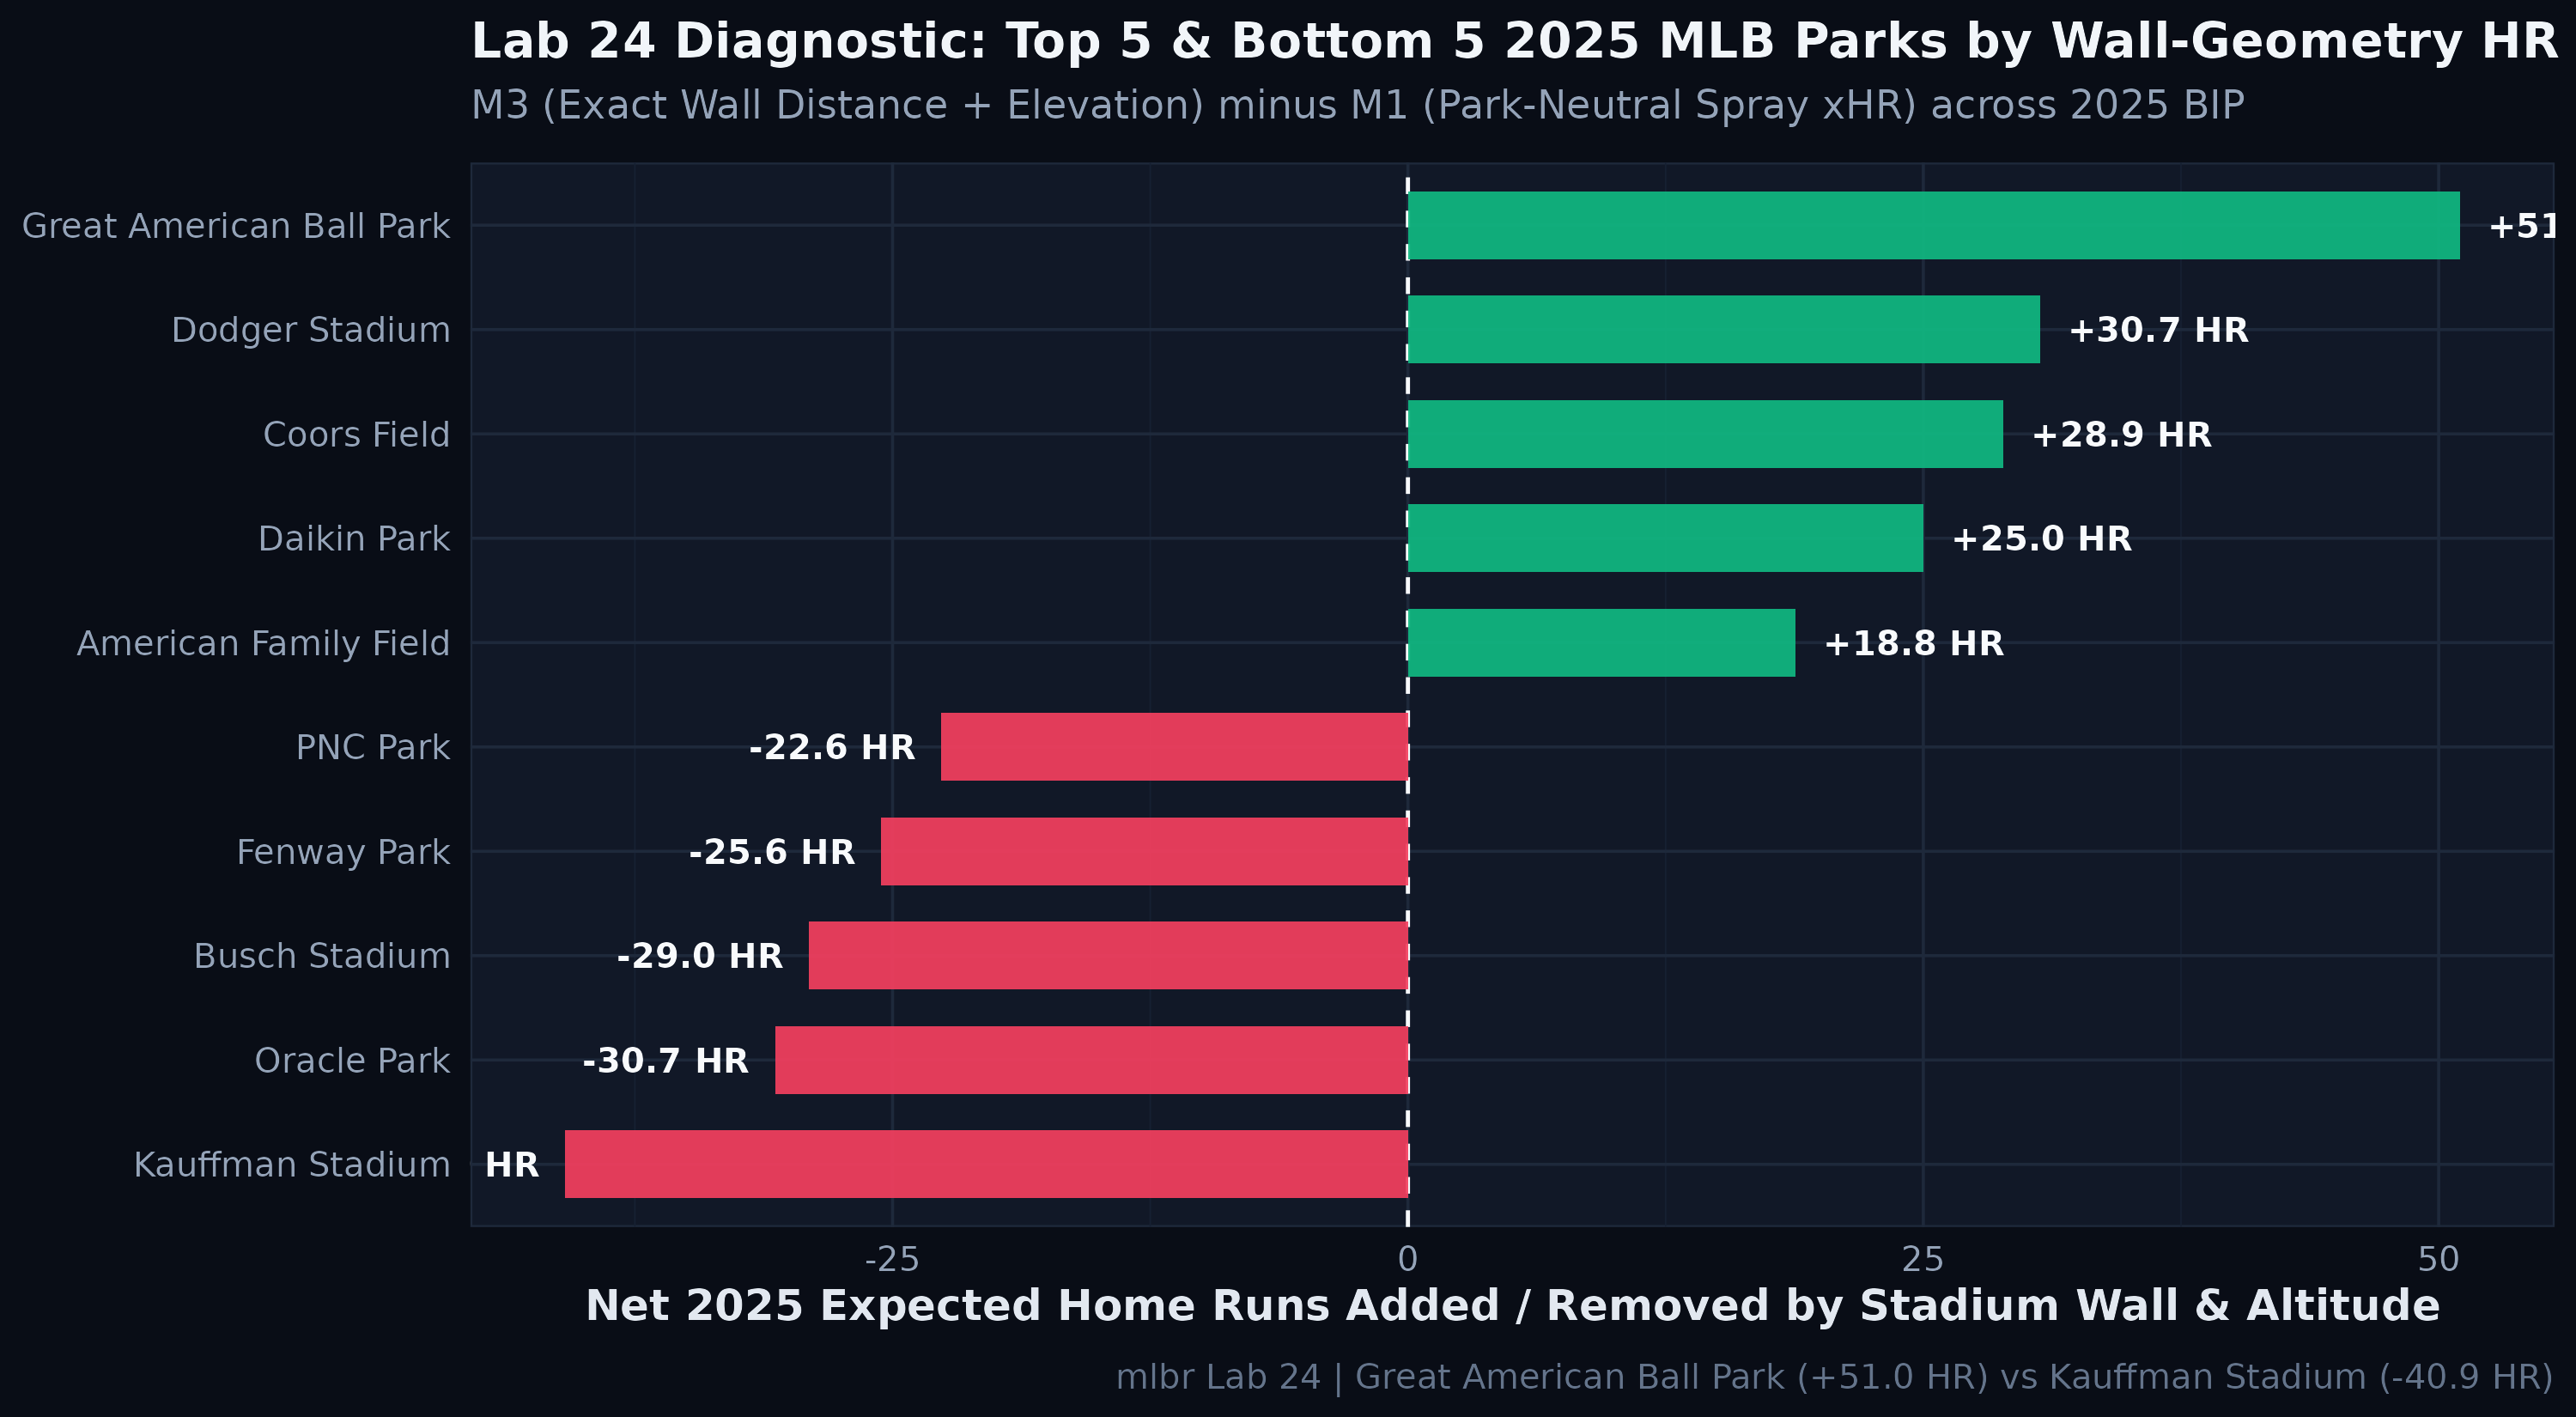 Lab 24 Diagnostic: Top 5 & Bottom 5 2025 MLB Parks by Wall-Geometry HR
M3 (Exact Wall Distance + Elevation) minus M1 (Park-Neutral Spray xHR) across 2025 BIP
Great American Ball Park +51
Dodger Stadium +30.7 HR
Coors Field +28.9 HR
Daikin Park +25.0 HR
American Family Field +18.8 HR
PNC Park -22.6 HR
Fenway Park -25.6 HR
Busch Stadium -29.0 HR
Oracle Park -30.7 HR
Kauffman Stadium HR
-25 0 25 50
Net 2025 Expected Home Runs Added / Removed by Stadium Wall & Altitude
mlbr Lab 24 | Great American Ball Park (+51.0 HR) vs Kauffman Stadium (-40.9 HR)